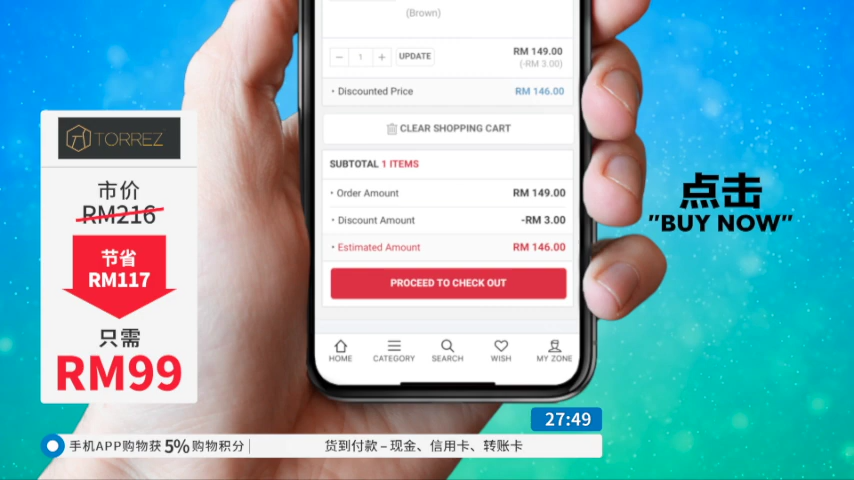 (Brown)
− 1 + UPDATE
RM 149.00
(-RM 3.00)
• Discounted Price RM 146.00
CLEAR SHOPPING CART
SUBTOTAL 1 ITEMS
• Order Amount RM 149.00
• Discount Amount -RM 3.00
• Estimated Amount RM 146.00
PROCEED TO CHECK OUT
HOME CATEGORY SEARCH WISH MY ZONE
TORREZ
市价
RM216
节省
RM117
只需
RM99
点击
"BUY NOW"
27:49
手机APP购物获5%购物积分
货到付款 – 现金、信用卡、转账卡